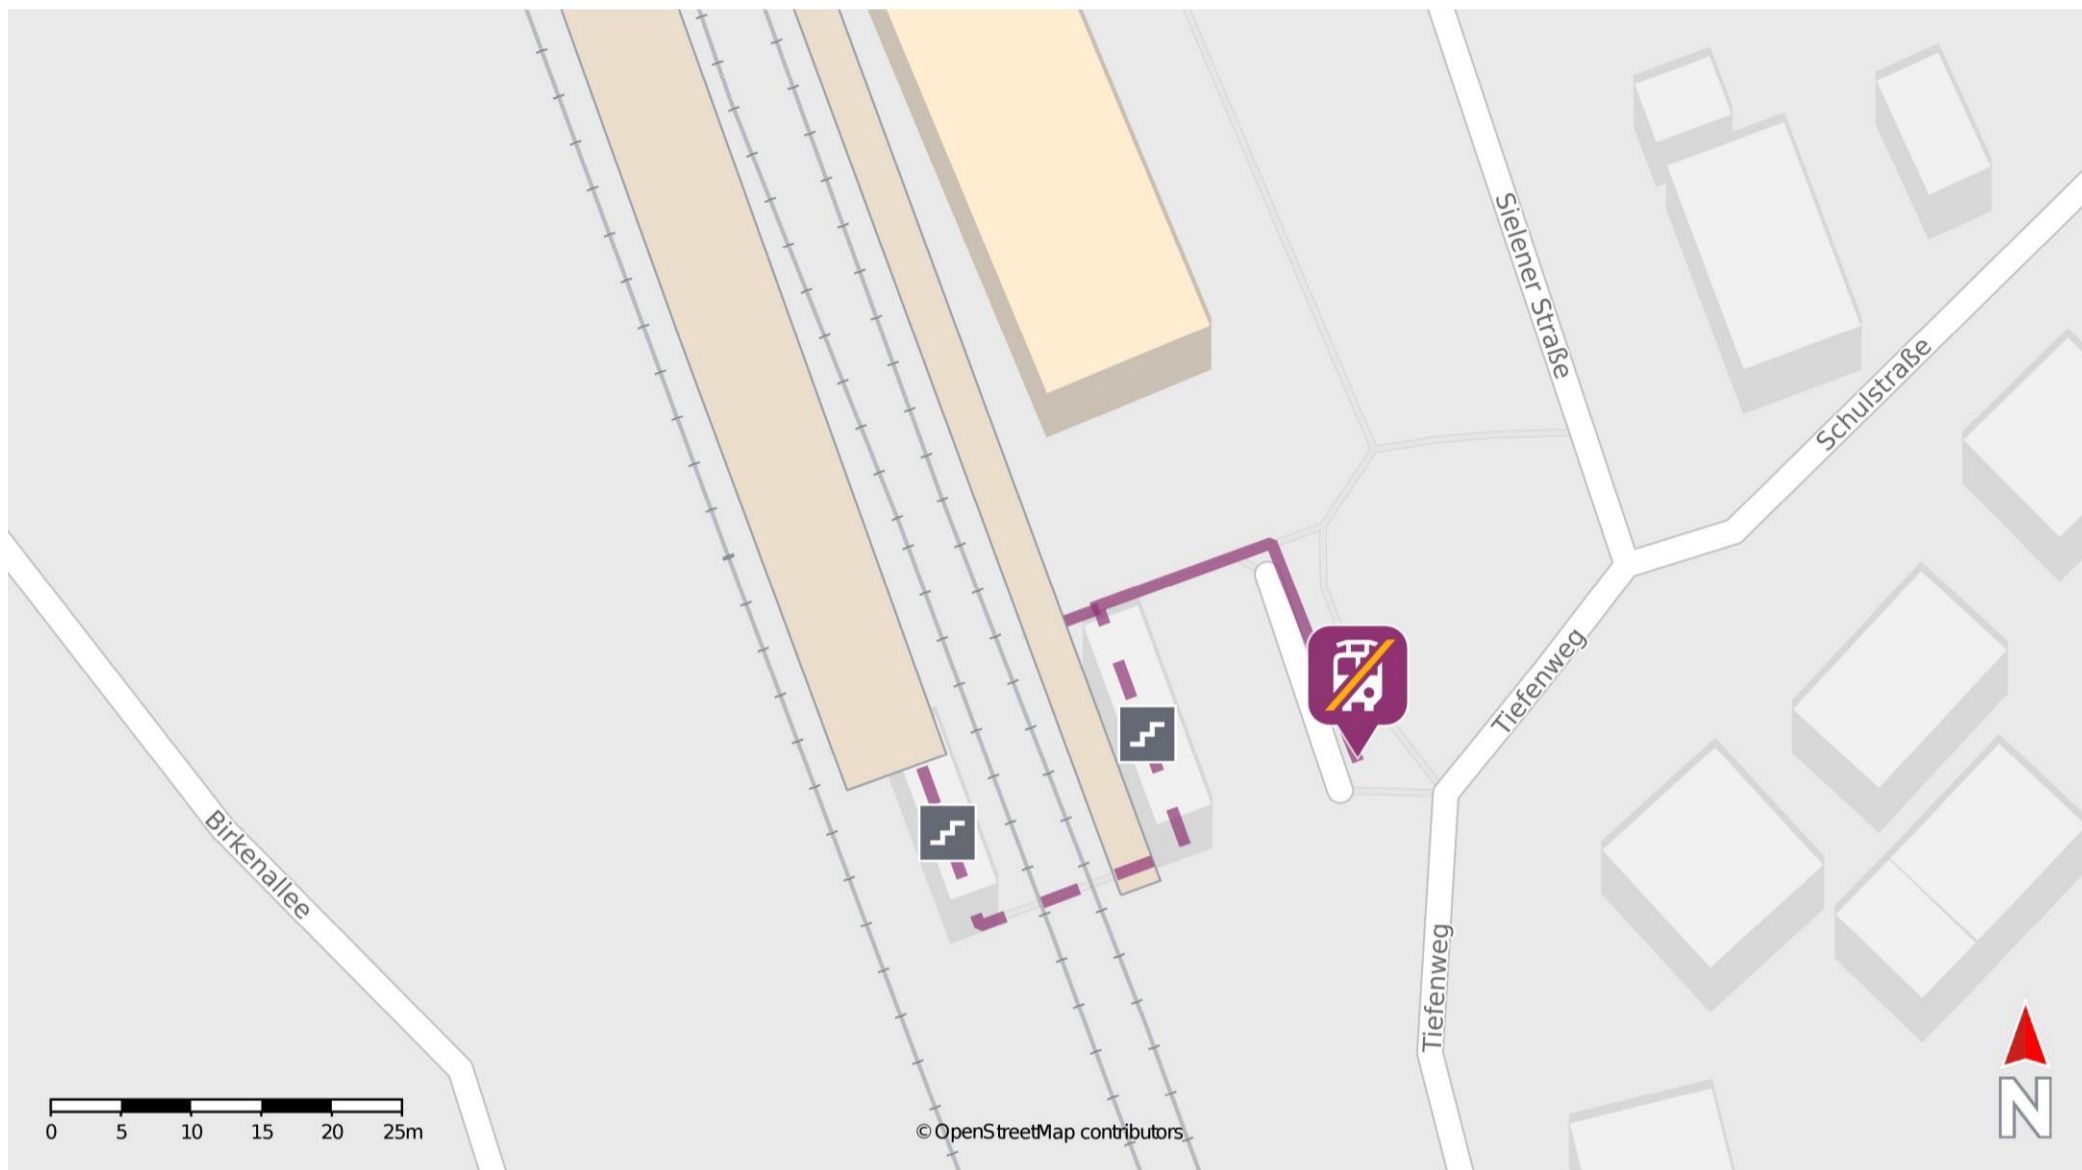 Sielener Straße
Schulstraße
Tiefenweg
Birkenallee
Tiefenweg
0 5 10 15 20 25m
© OpenStreetMap contributors
N